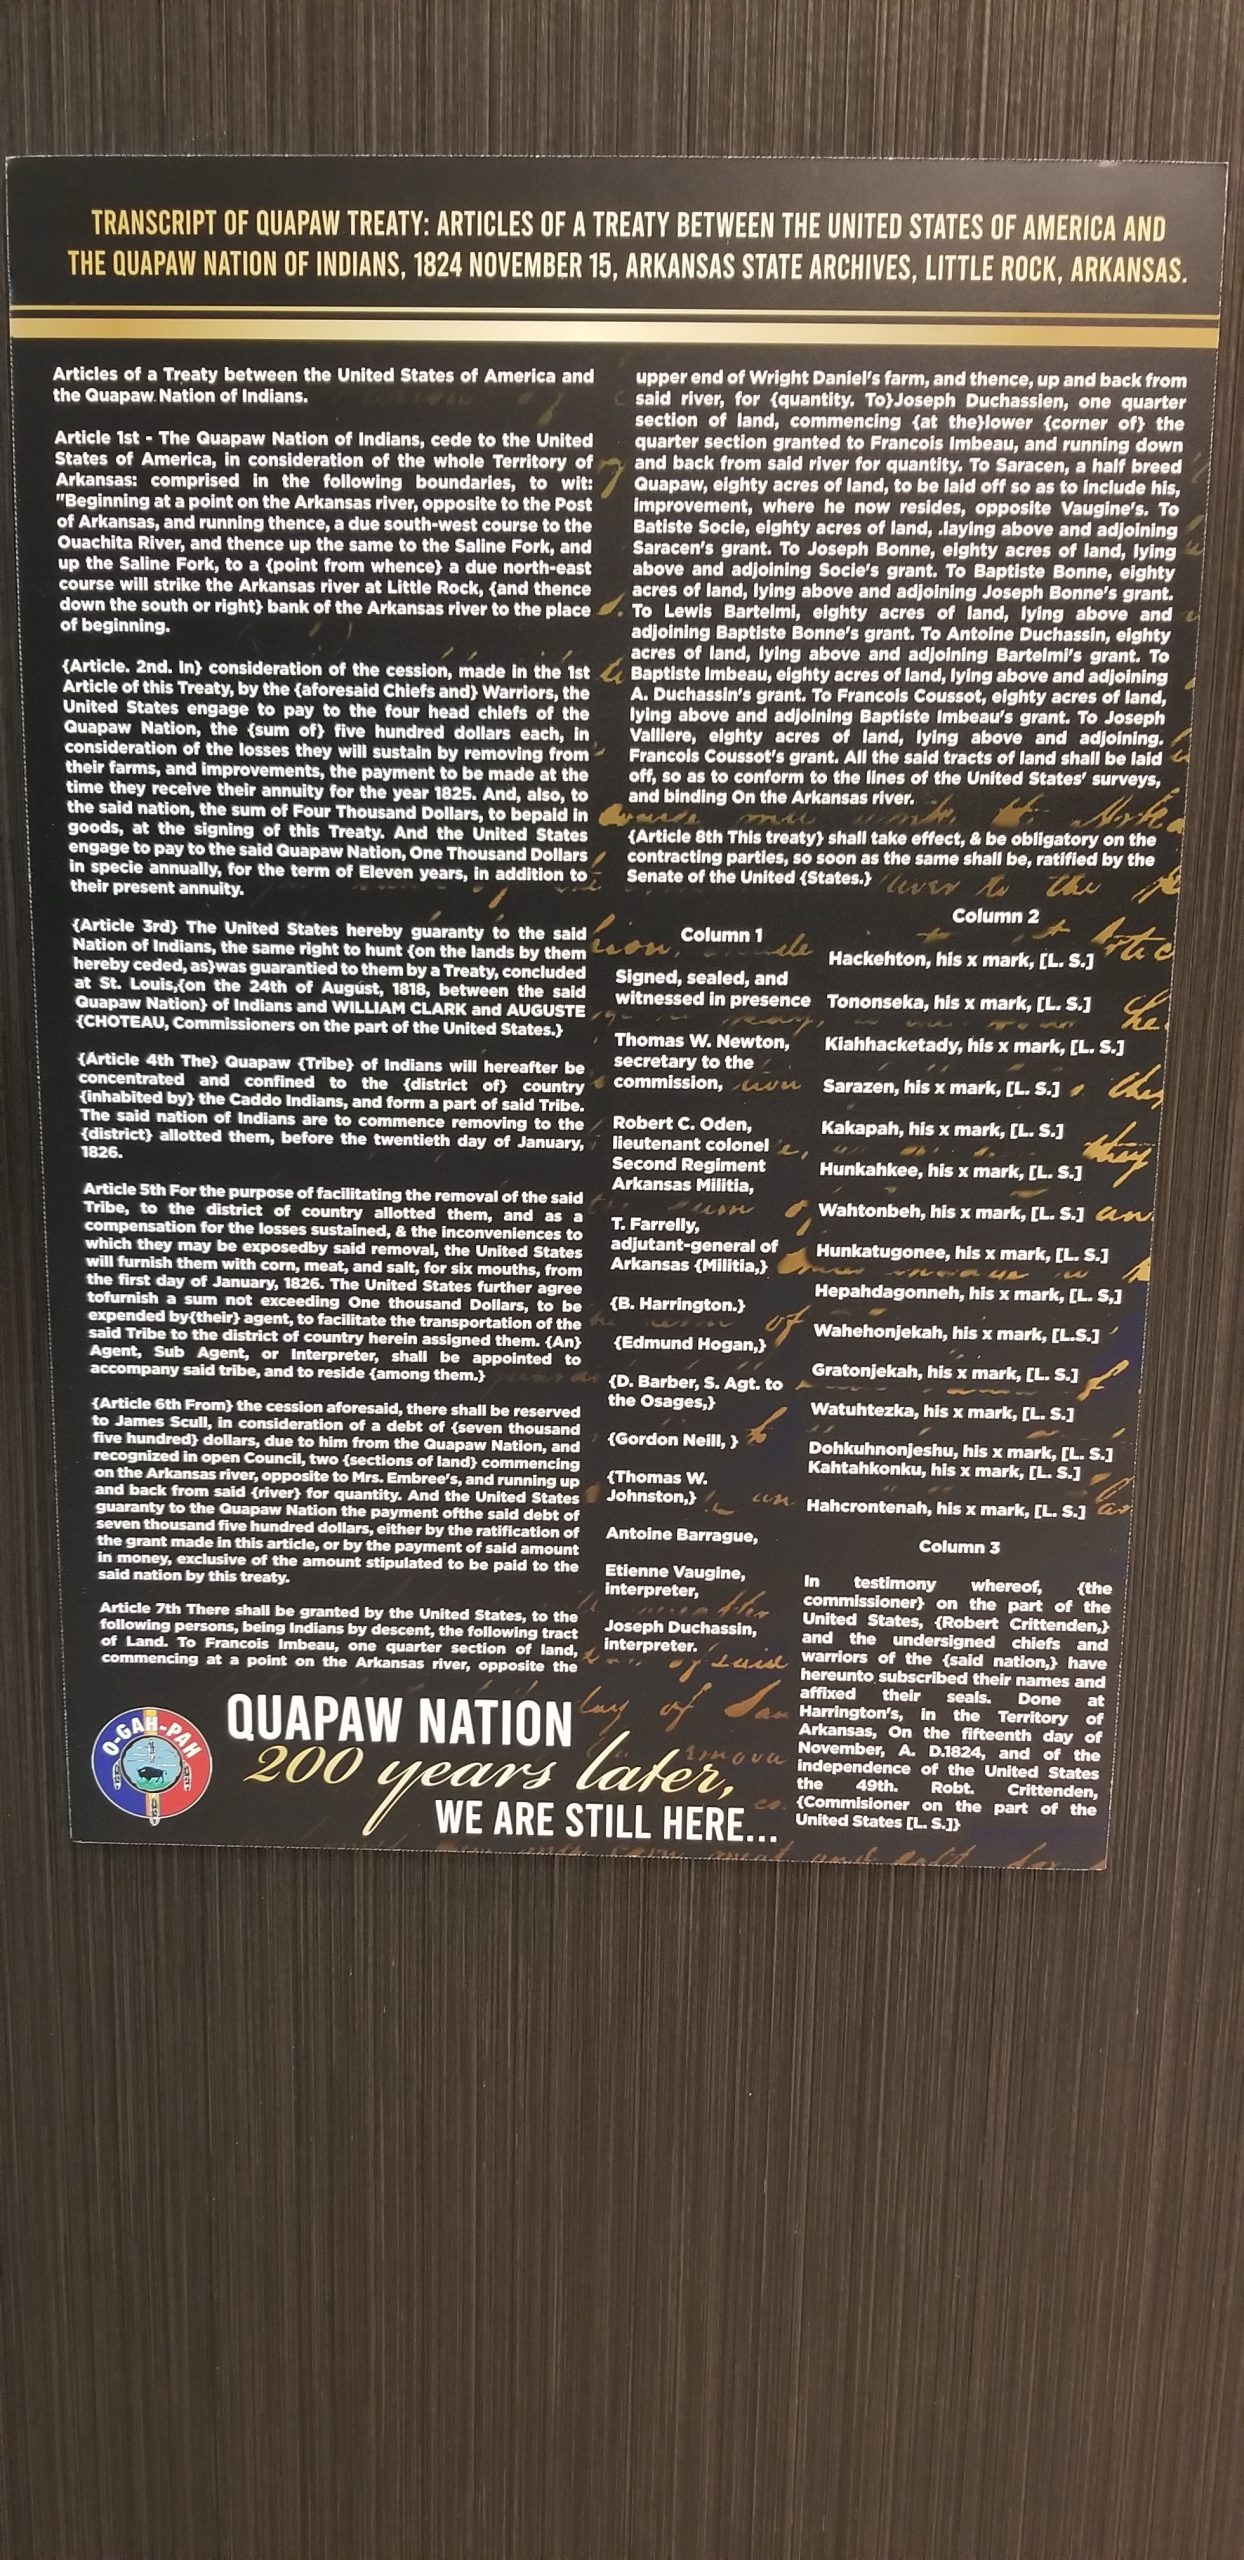 TRANSCRIPT OF QUAPAW TREATY: ARTICLES OF A TREATY BETWEEN THE UNITED STATES OF AMERICA AND
THE QUAPAW NATION OF INDIANS, 1824 NOVEMBER 15, ARKANSAS STATE ARCHIVES, LITTLE ROCK, ARKANSAS.
Articles of a Treaty between the United States of America and
the Quapaw Nation of Indians.
Article 1st - The Quapaw Nation of Indians, cede to the United
States of America, in consideration of the whole Territory of
Arkansas: comprised in the following boundaries, to wit:
"Beginning at a point on the Arkansas river, opposite to the Post
of Arkansas, and running thence, a due south-west course to the
Ouachita River, and thence up the same to the Saline Fork, and
up the Saline Fork, to a {point from whence} a due north-east
course will strike the Arkansas river at Little Rock, {and thence
down the south or right} bank of the Arkansas river to the place
of beginning.
{Article. 2nd. In} consideration of the cession, made in the 1st
Article of this Treaty, by the {aforesaid Chiefs and} Warriors, the
United States engage to pay to the four head chiefs of the
Quapaw Nation, the {sum of} five hundred dollars each, in
consideration of the losses they will sustain by removing from
their farms, and improvements, the payment to be made at the
time they receive their annuity for the year 1825. And, also, to
the said nation, the sum of Four Thousand Dollars, to bepaid in
goods, at the signing of this Treaty. And the United States
engage to pay to the said Quapaw Nation, One Thousand Dollars
in specie annually, for the term of Eleven years, in addition to
their present annuity.
{Article 3rd} The United States hereby guaranty to the said
Nation of Indians, the same right to hunt {on the lands by them
hereby ceded, as}was guarantied to them by a Treaty, concluded
at St. Louis,{on the 24th of August, 1818, between the said
Quapaw Nation} of Indians and WILLIAM CLARK and AUGUSTE
{CHOTEAU, Commissioners on the part of the United States.}
{Article 4th The} Quapaw {Tribe} of Indians will hereafter be
concentrated and confined to the {district of} country
{inhabited by} the Caddo Indians, and form a part of said Tribe.
The said nation of Indians are to commence removing to the
{district} allotted them, before the twentieth day of January,
1826.
Article 5th For the purpose of facilitating the removal of the said
Tribe, to the district of country allotted them, and as a
compensation for the losses sustained, & the inconveniences to
which they may be exposedby said removal, the United States
will furnish them with corn, meat, and salt, for six mouths, from
the first day of January, 1826. The United States further agree
tofurnish a sum not exceeding One thousand Dollars, to be
expended by{their} agent, to facilitate the transportation of the
said Tribe to the district of country herein assigned them. {An}
Agent, Sub Agent, or Interpreter, shall be appointed to
accompany said tribe, and to reside {among them.}
{Article 6th From} the cession aforesaid, there shall be reserved
to James Scull, in consideration of a debt of {seven thousand
five hundred} dollars, due to him from the Quapaw Nation, and
recognized in open Council, two {sections of land} commencing
on the Arkansas river, opposite to Mrs. Embree's, and running up
and back from said {river} for quantity. And the United States
guaranty to the Quapaw Nation the payment ofthe said debt of
seven thousand five hundred dollars, either by the ratification of
the grant made in this article, or by the payment of said amount
in money, exclusive of the amount stipulated to be paid to the
said nation by this treaty.
Article 7th There shall be granted by the United States, to the
following persons, being Indians by descent, the following tract
of Land. To Francois Imbeau, one quarter section of land,
commencing at a point on the Arkansas river, opposite the
upper end of Wright Daniel's farm, and thence, up and back from
said river, for {quantity. To}Joseph Duchassien, one quarter
section of land, commencing {at the}lower {corner of} the
quarter section granted to Francois Imbeau, and running down
and back from said river for quantity. To Saracen, a half breed
Quapaw, eighty acres of land, to be laid off so as to include his,
improvement, where he now resides, opposite Vaugine's. To
Batiste Socie, eighty acres of land, .laying above and adjoining
Saracen's grant. To Joseph Bonne, eighty acres of land, lying
above and adjoining Socie's grant. To Baptiste Bonne, eighty
acres of land, lying above and adjoining Joseph Bonne's grant.
To Lewis Bartelmi, eighty acres of land, lying above and
adjoining Baptiste Bonne's grant. To Antoine Duchassin, eighty
acres of land, lying above and adjoining Bartelmi's grant. To
Baptiste Imbeau, eighty acres of land, lying above and adjoining
A. Duchassin's grant. To Francois Coussot, eighty acres of land,
lying above and adjoining Baptiste Imbeau's grant. To Joseph
Valliere, eighty acres of land, lying above and adjoining.
Francois Coussot's grant. All the said tracts of land shall be laid
off, so as to conform to the lines of the United States' surveys,
and binding On the Arkansas river.
{Article 8th This treaty} shall take effect, & be obligatory on the
contracting parties, so soon as the same shall be, ratified by the
Senate of the United {States.}
Column 1
Signed, sealed, and
witnessed in presence
Thomas W. Newton,
secretary to the
commission,
Robert C. Oden,
lieutenant colonel
Second Regiment
Arkansas Militia,
T. Farrelly,
adjutant-general of
Arkansas {Militia,}
{B. Harrington.}
{Edmund Hogan,}
{D. Barber, S. Agt. to
the Osages,}
{Gordon Neill, }
{Thomas W.
Johnston,}
Antoine Barrague,
Etienne Vaugine,
interpreter,
Joseph Duchassin,
interpreter.
Column 2
Hackehton, his x mark, [L. S.]
Tononseka, his x mark, [L. S.]
Kiahhacketady, his x mark, [L. S.]
Sarazen, his x mark, [L. S.]
Kakapah, his x mark, [L. S.]
Hunkahkee, his x mark, [L. S.]
Wahtonbeh, his x mark, [L. S.]
Hunkatugonee, his x mark, [L. S.]
Hepahdagonneh, his x mark, [L. S,]
Wahehonjekah, his x mark, [L.S.]
Gratonjekah, his x mark, [L. S.]
Watuhtezka, his x mark, [L. S.]
Dohkuhnonjeshu, his x mark, [L. S.]
Kahtahkonku, his x mark, [L. S.]
Hahcrontenah, his x mark, [L. S.]
Column 3
In testimony whereof, {the
commissioner} on the part of the
United States, {Robert Crittenden,}
and the undersigned chiefs and
warriors of the {said nation,} have
hereunto subscribed their names and
affixed their seals. Done at
Harrington's, in the Territory of
Arkansas, On the fifteenth day of
November, A. D.1824, and of the
independence of the United States
the 49th. Robt. Crittenden,
{Commisioner on the part of the
United States [L. S.]}
O-GAH-PAH
QUAPAW NATION
200 years later,
WE ARE STILL HERE...